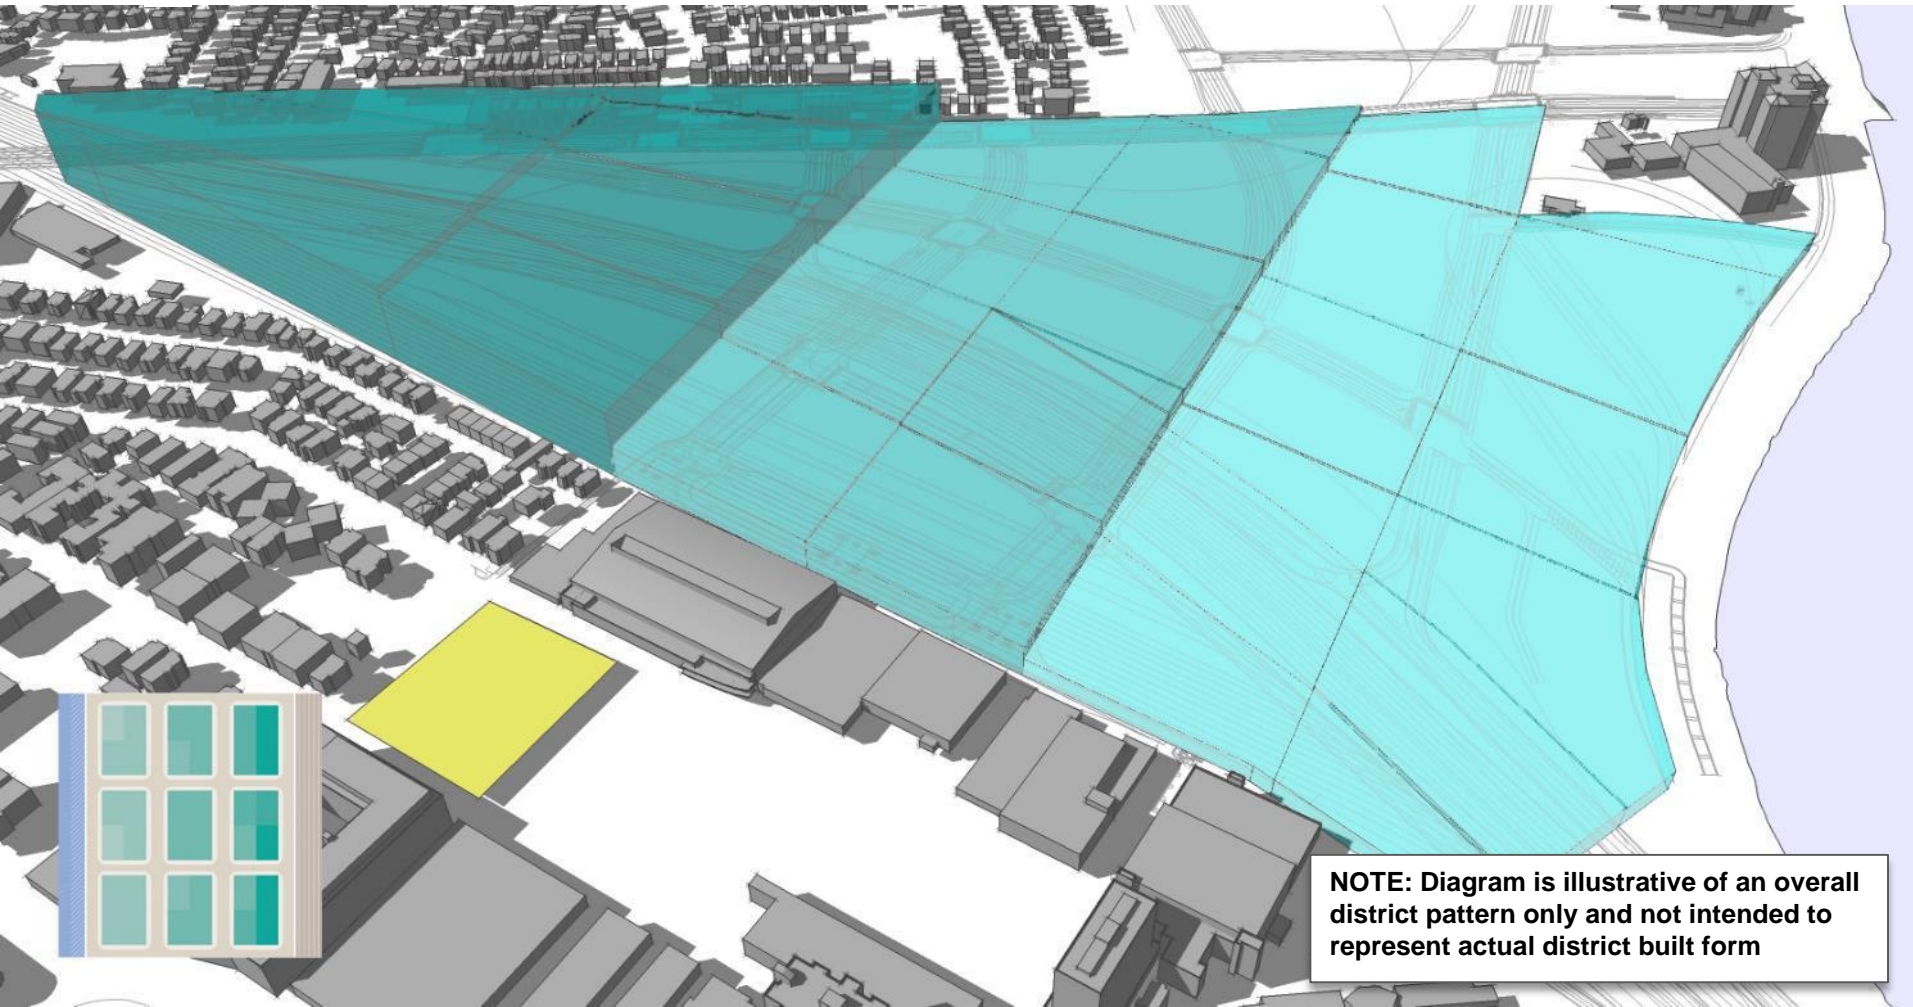 NOTE: Diagram is illustrative of an overall
district pattern only and not intended to
represent actual district built form